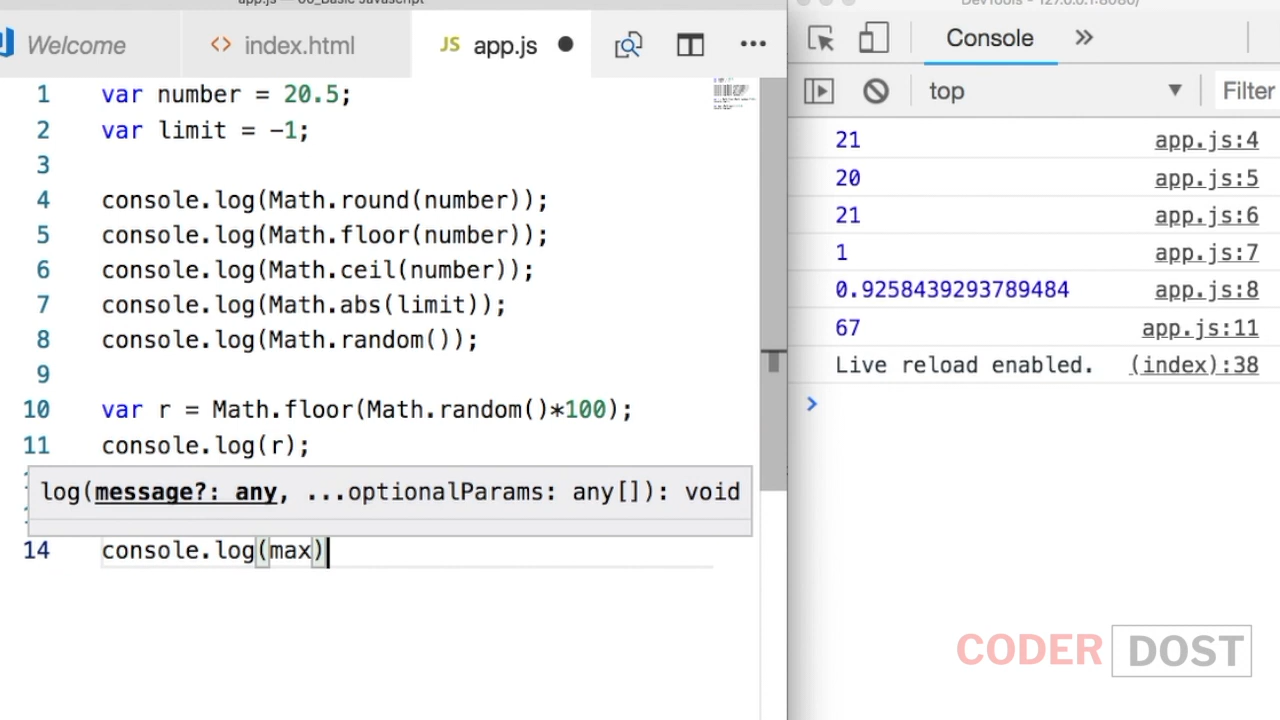 app.js — 06_Basic Javascript
Welcome
<> index.html
JS app.js
1 var number = 20.5;
2 var limit = -1;
3
4 console.log(Math.round(number));
5 console.log(Math.floor(number));
6 console.log(Math.ceil(number));
7 console.log(Math.abs(limit));
8 console.log(Math.random());
9
10 var r = Math.floor(Math.random()*100);
11 console.log(r);
log(message?: any, ...optionalParams: any[]): void
14 console.log(max)
DevTools - 127.0.0.1:8080/
Console
top
Filter
21 app.js:4
20 app.js:5
21 app.js:6
1 app.js:7
0.9258439293789484 app.js:8
67 app.js:11
Live reload enabled. (index):38
CODER DOST